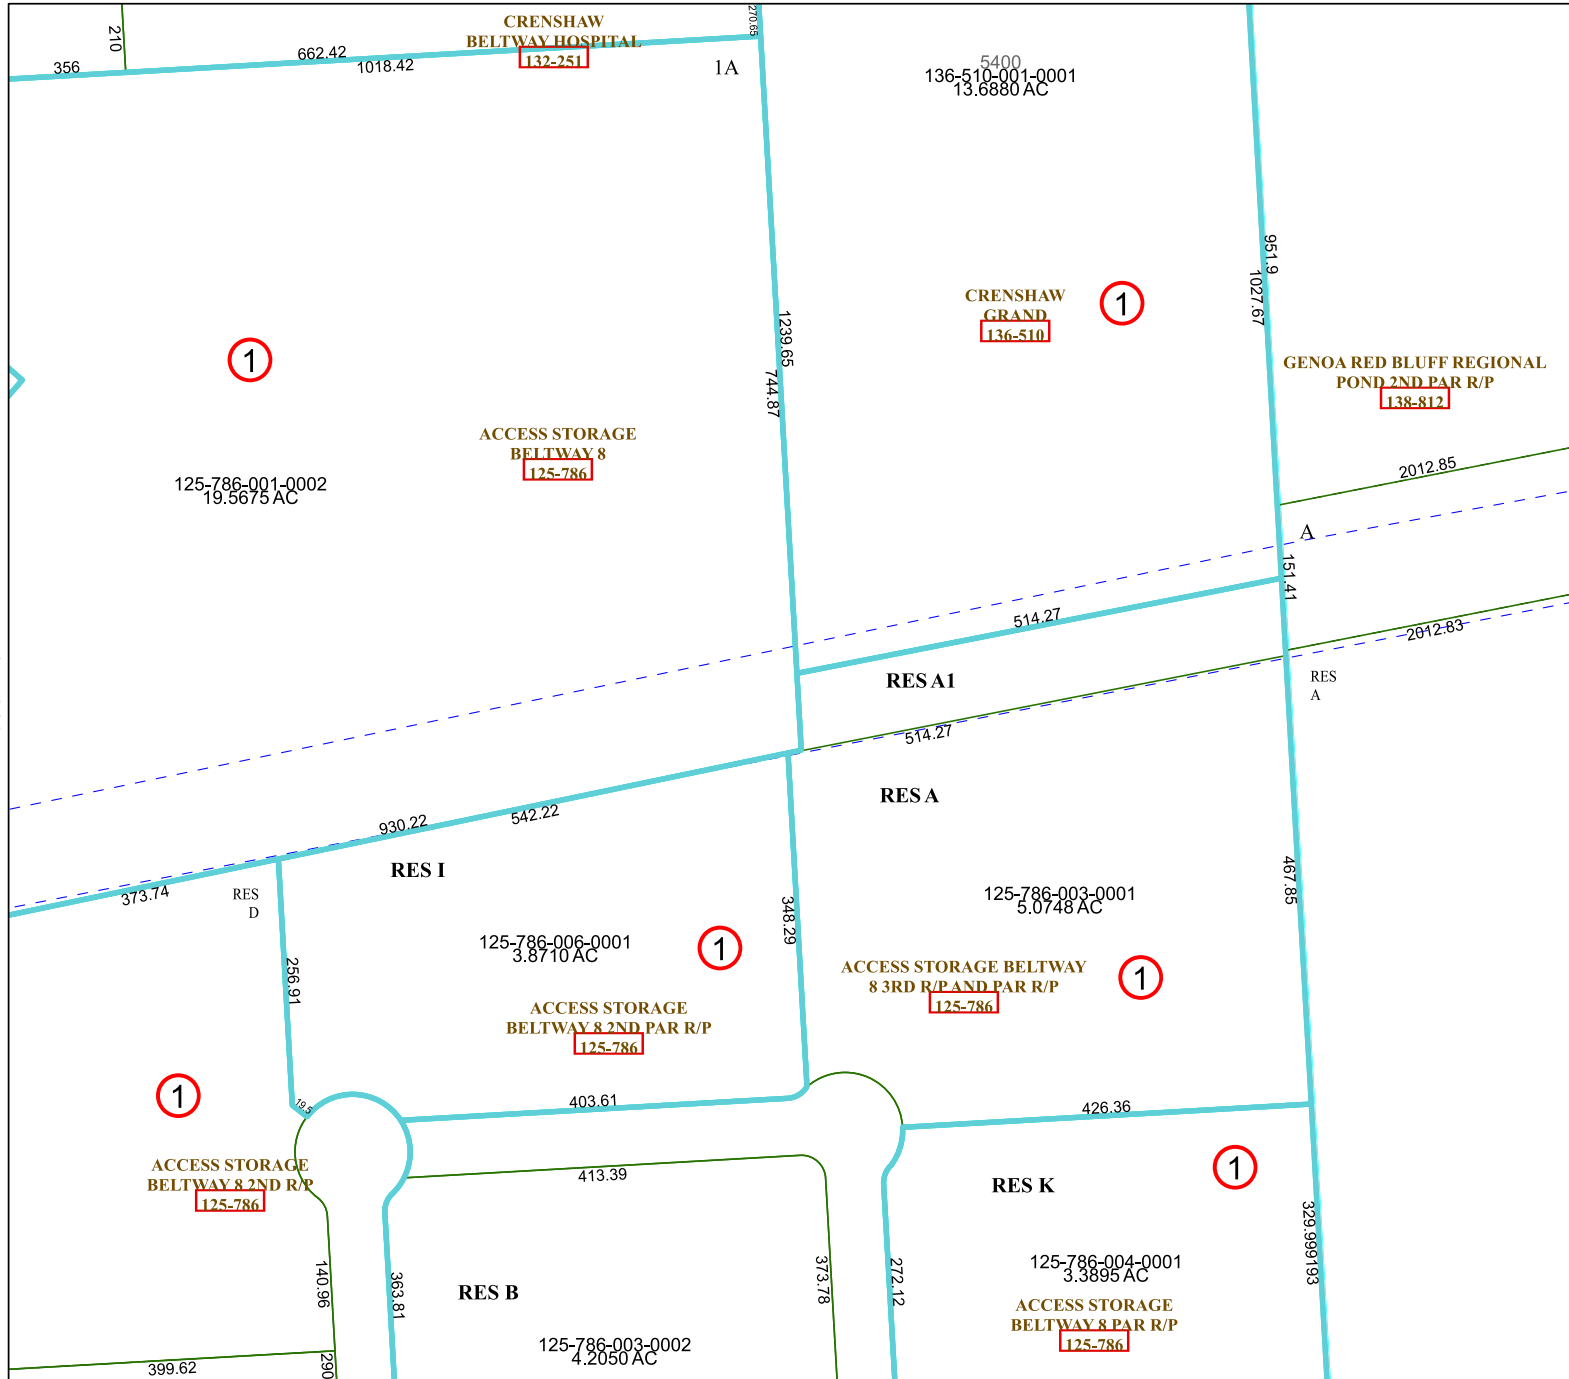 210
270.65
CRENSHAW
BELTWAY HOSPITAL
132-251
662.42
356
1018.42
1A
5400
136-510-001-0001
13.6880 AC
951.9
1027.67
CRENSHAW
GRAND
136-510
1
1239.65
744.87
1
GENOA RED BLUFF REGIONAL
POND 2ND PAR R/P
138-812
ACCESS STORAGE
BELTWAY 8
125-786
125-786-001-0002
19.5675 AC
2012.85
A
151.41
514.27
2012.83
RES A1
RES
A
514.27
RES A
930.22
542.22
RES I
373.74
RES
D
467.85
125-786-003-0001
5.0748 AC
348.29
125-786-006-0001
3.8710 AC
1
256.91
ACCESS STORAGE BELTWAY
8 3RD R/P AND PAR R/P
125-786
1
ACCESS STORAGE
BELTWAY 8 2ND PAR R/P
125-786
1
19.5
403.61
426.36
ACCESS STORAGE
BELTWAY 8 2ND R/P
125-786
413.39
1
RES K
329.999193
140.96
363.81
RES B
373.78
272.12
125-786-004-0001
3.3895 AC
ACCESS STORAGE
BELTWAY 8 PAR R/P
125-786
125-786-003-0002
4.2050 AC
399.62
290